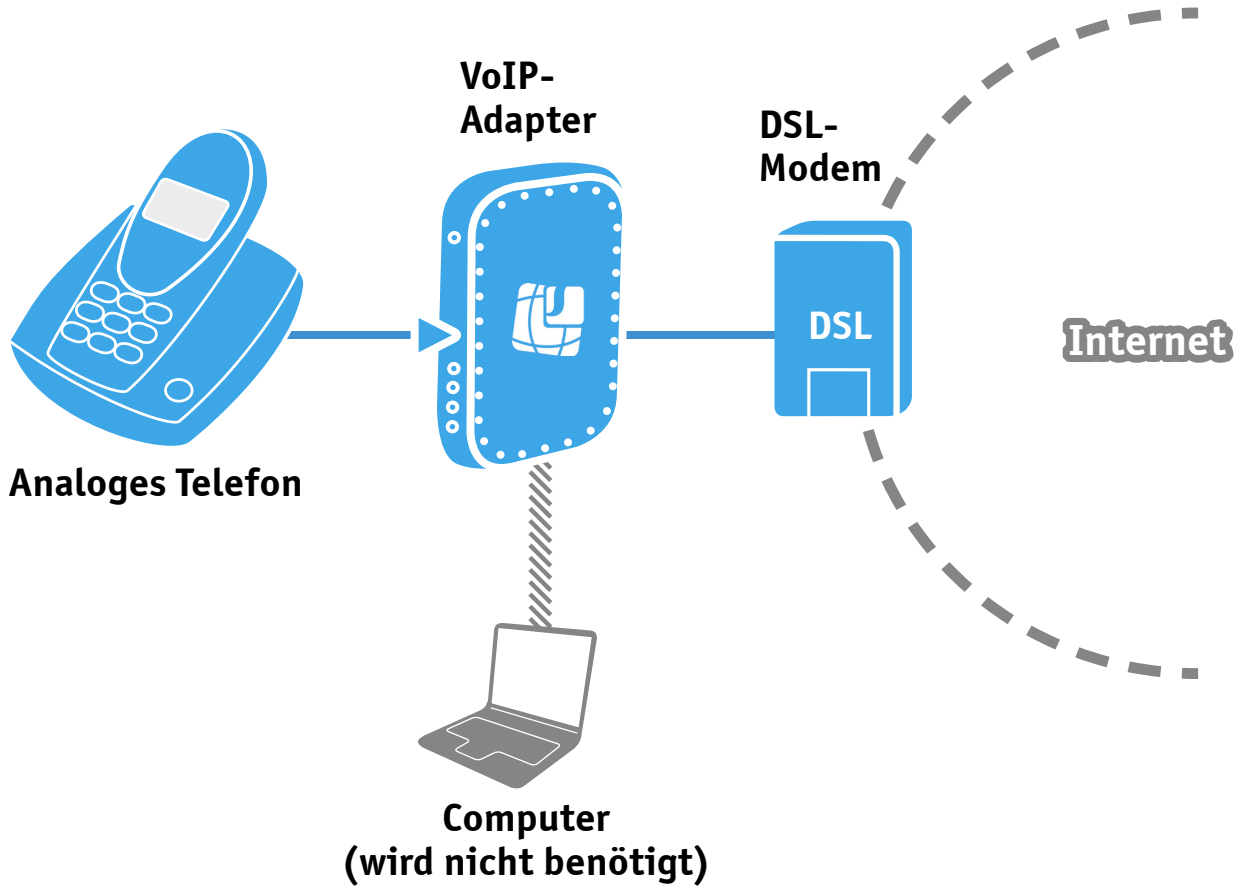 VoIP-
Adapter
DSL-
Modem
DSL
Internet
Analoges Telefon
Computer
(wird nicht benötigt)